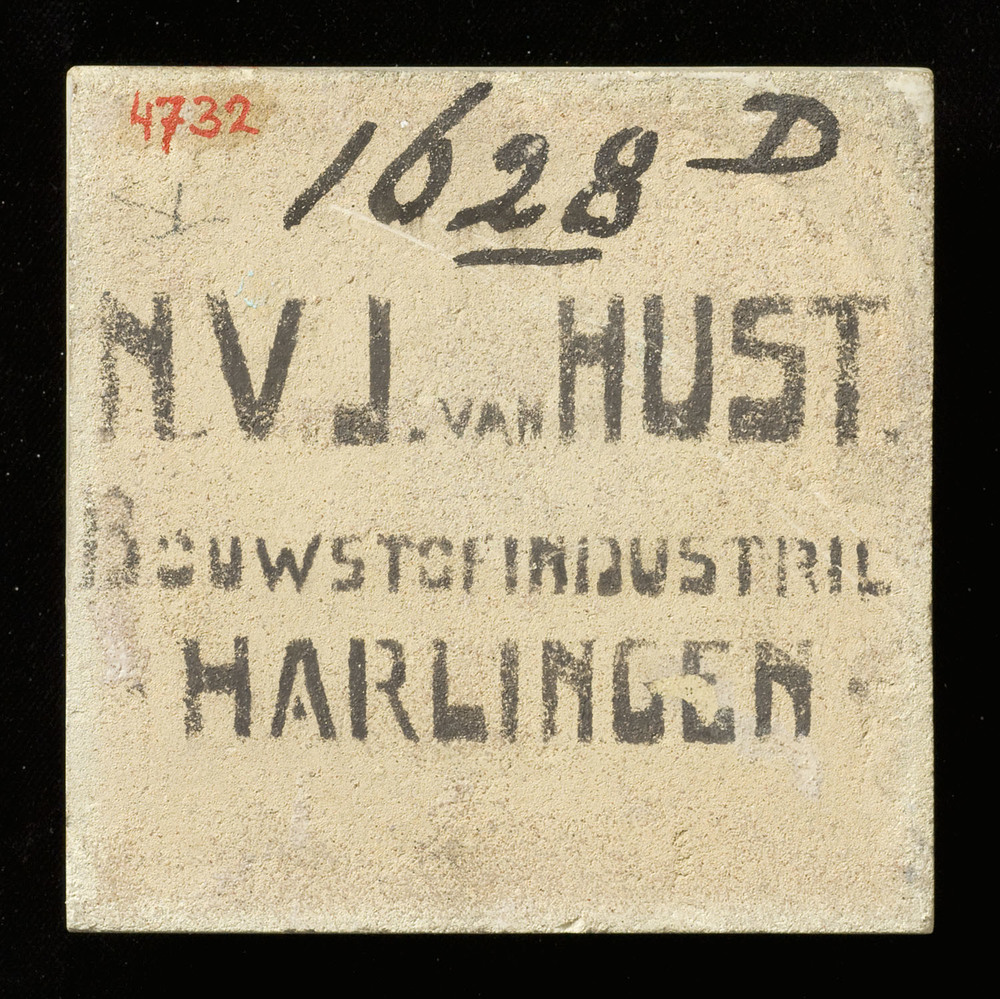 4732
1628 D
N.V. J. VAN HUST.
BOUWSTOFINDUSTRIE
HARLINGEN